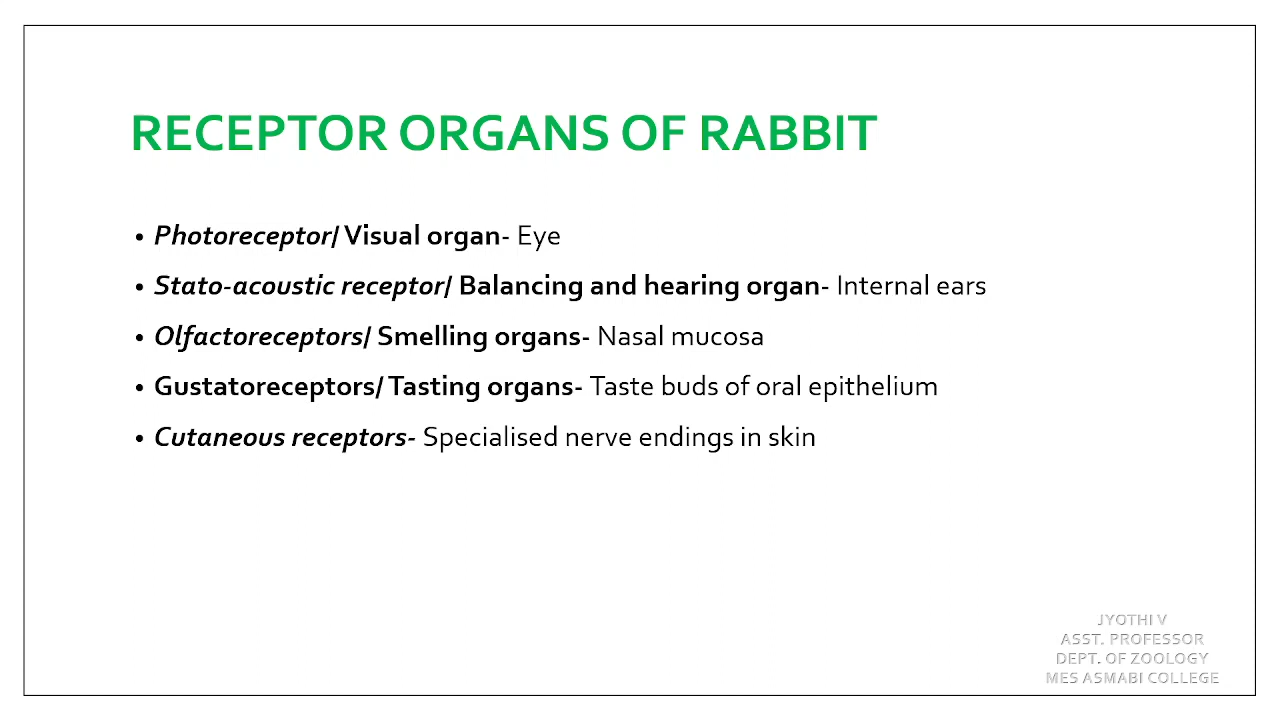 RECEPTOR ORGANS OF RABBIT
• Photoreceptor/ Visual organ- Eye
• Stato-acoustic receptor/ Balancing and hearing organ- Internal ears
• Olfactoreceptors/ Smelling organs- Nasal mucosa
• Gustatoreceptors/ Tasting organs- Taste buds of oral epithelium
• Cutaneous receptors- Specialised nerve endings in skin
JYOTHI V
ASST. PROFESSOR
DEPT. OF ZOOLOGY
MES ASMABI COLLEGE